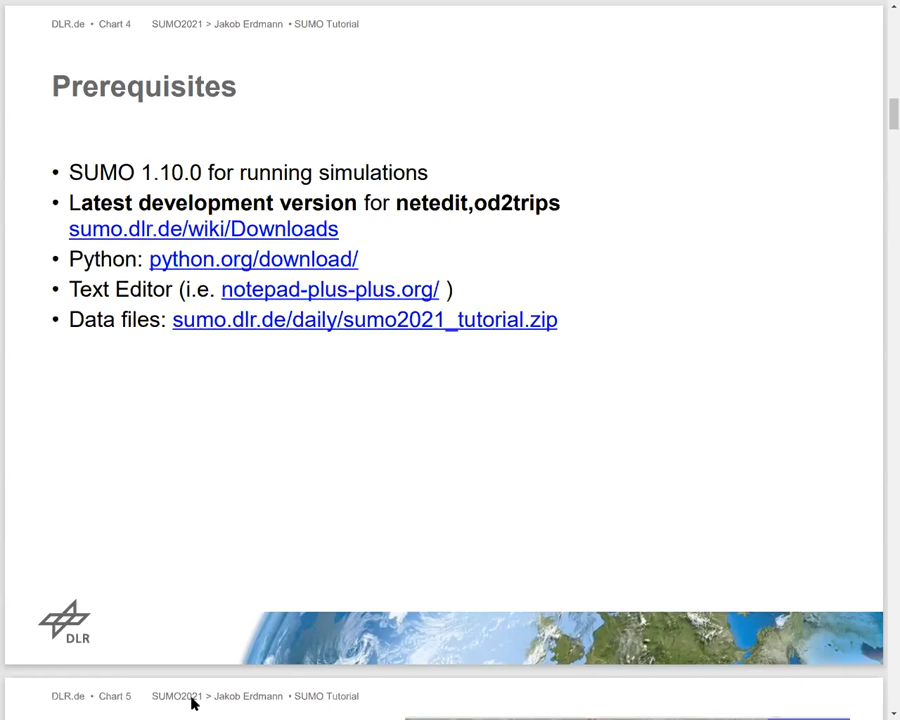 DLR.de • Chart 4 SUMO2021 > Jakob Erdmann • SUMO Tutorial
Prerequisites
• SUMO 1.10.0 for running simulations
• Latest development version for netedit,od2trips
sumo.dlr.de/wiki/Downloads
• Python: python.org/download/
• Text Editor (i.e. notepad-plus-plus.org/ )
• Data files: sumo.dlr.de/daily/sumo2021_tutorial.zip
DLR
DLR.de • Chart 5 SUMO2021 > Jakob Erdmann • SUMO Tutorial